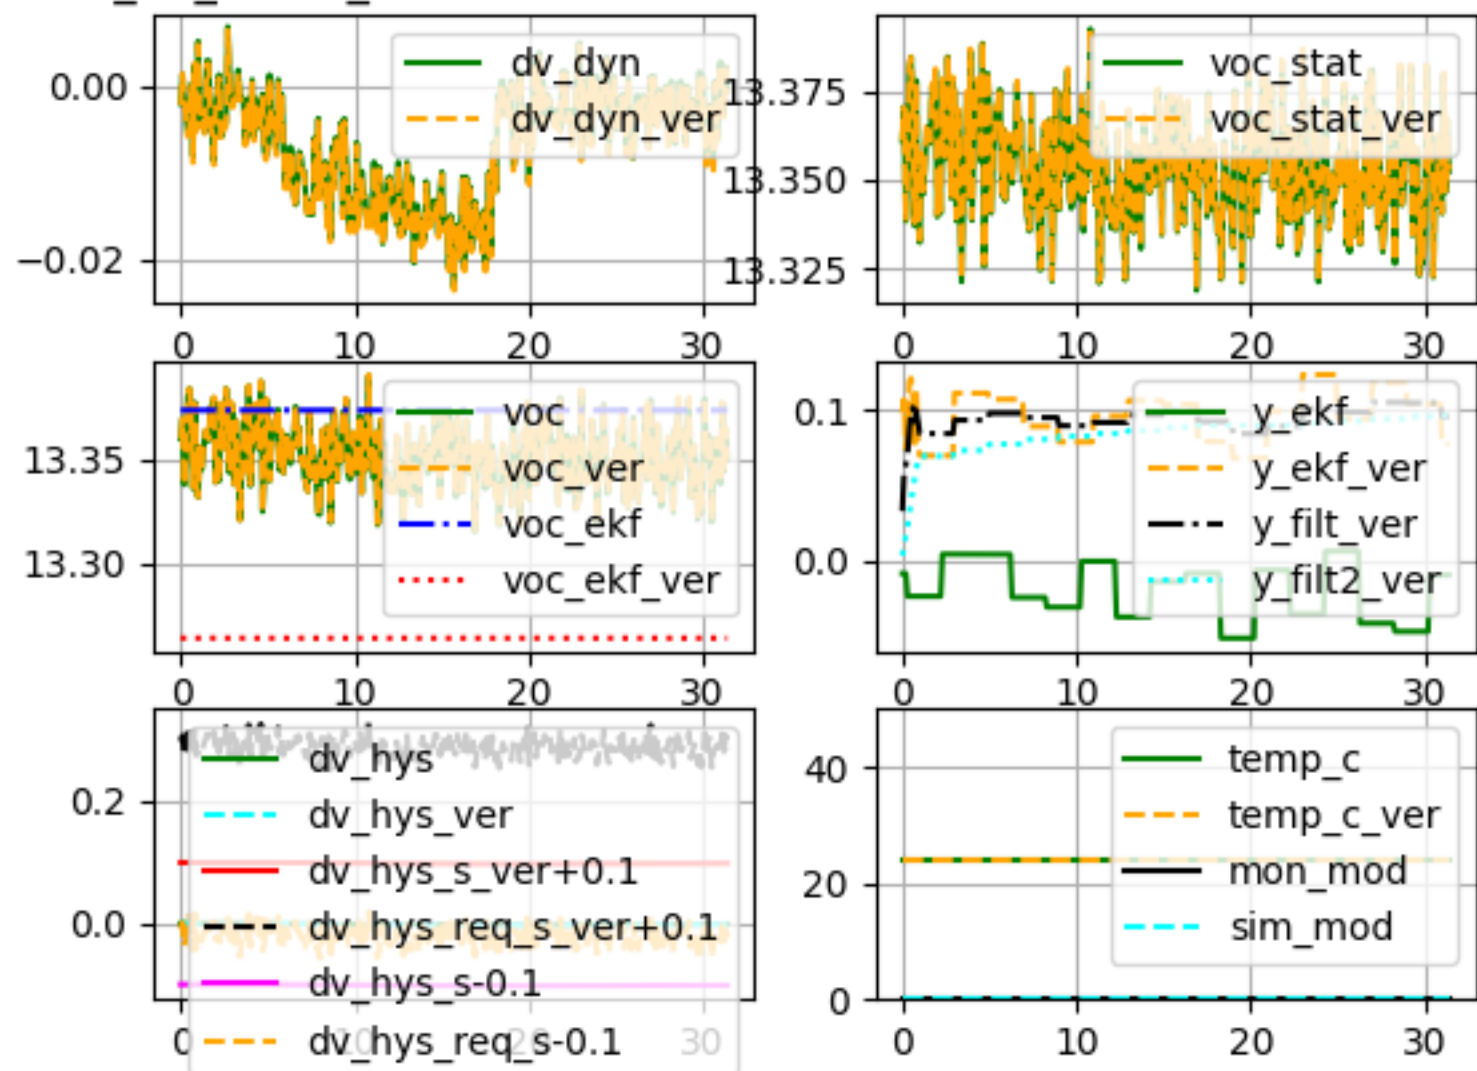 0.00
−0.02
dv_dyn
dv_dyn_ver
0
10
20
30
13.375
13.350
13.325
voc_stat
voc_stat_ver
0
10
20
30
13.35
13.30
voc
voc_ver
voc_ekf
voc_ekf_ver
0
10
20
30
0.1
0.0
y_ekf
y_ekf_ver
y_filt_ver
y_filt2_ver
0
10
20
30
0.2
0.0
dv_hys
dv_hys_ver
dv_hys_s_ver+0.1
dv_hys_req_s_ver+0.1
dv_hys_s-0.1
dv_hys_req_s-0.1
0
10
20
30
40
20
0
temp_c
temp_c_ver
mon_mod
sim_mod
0
10
20
30